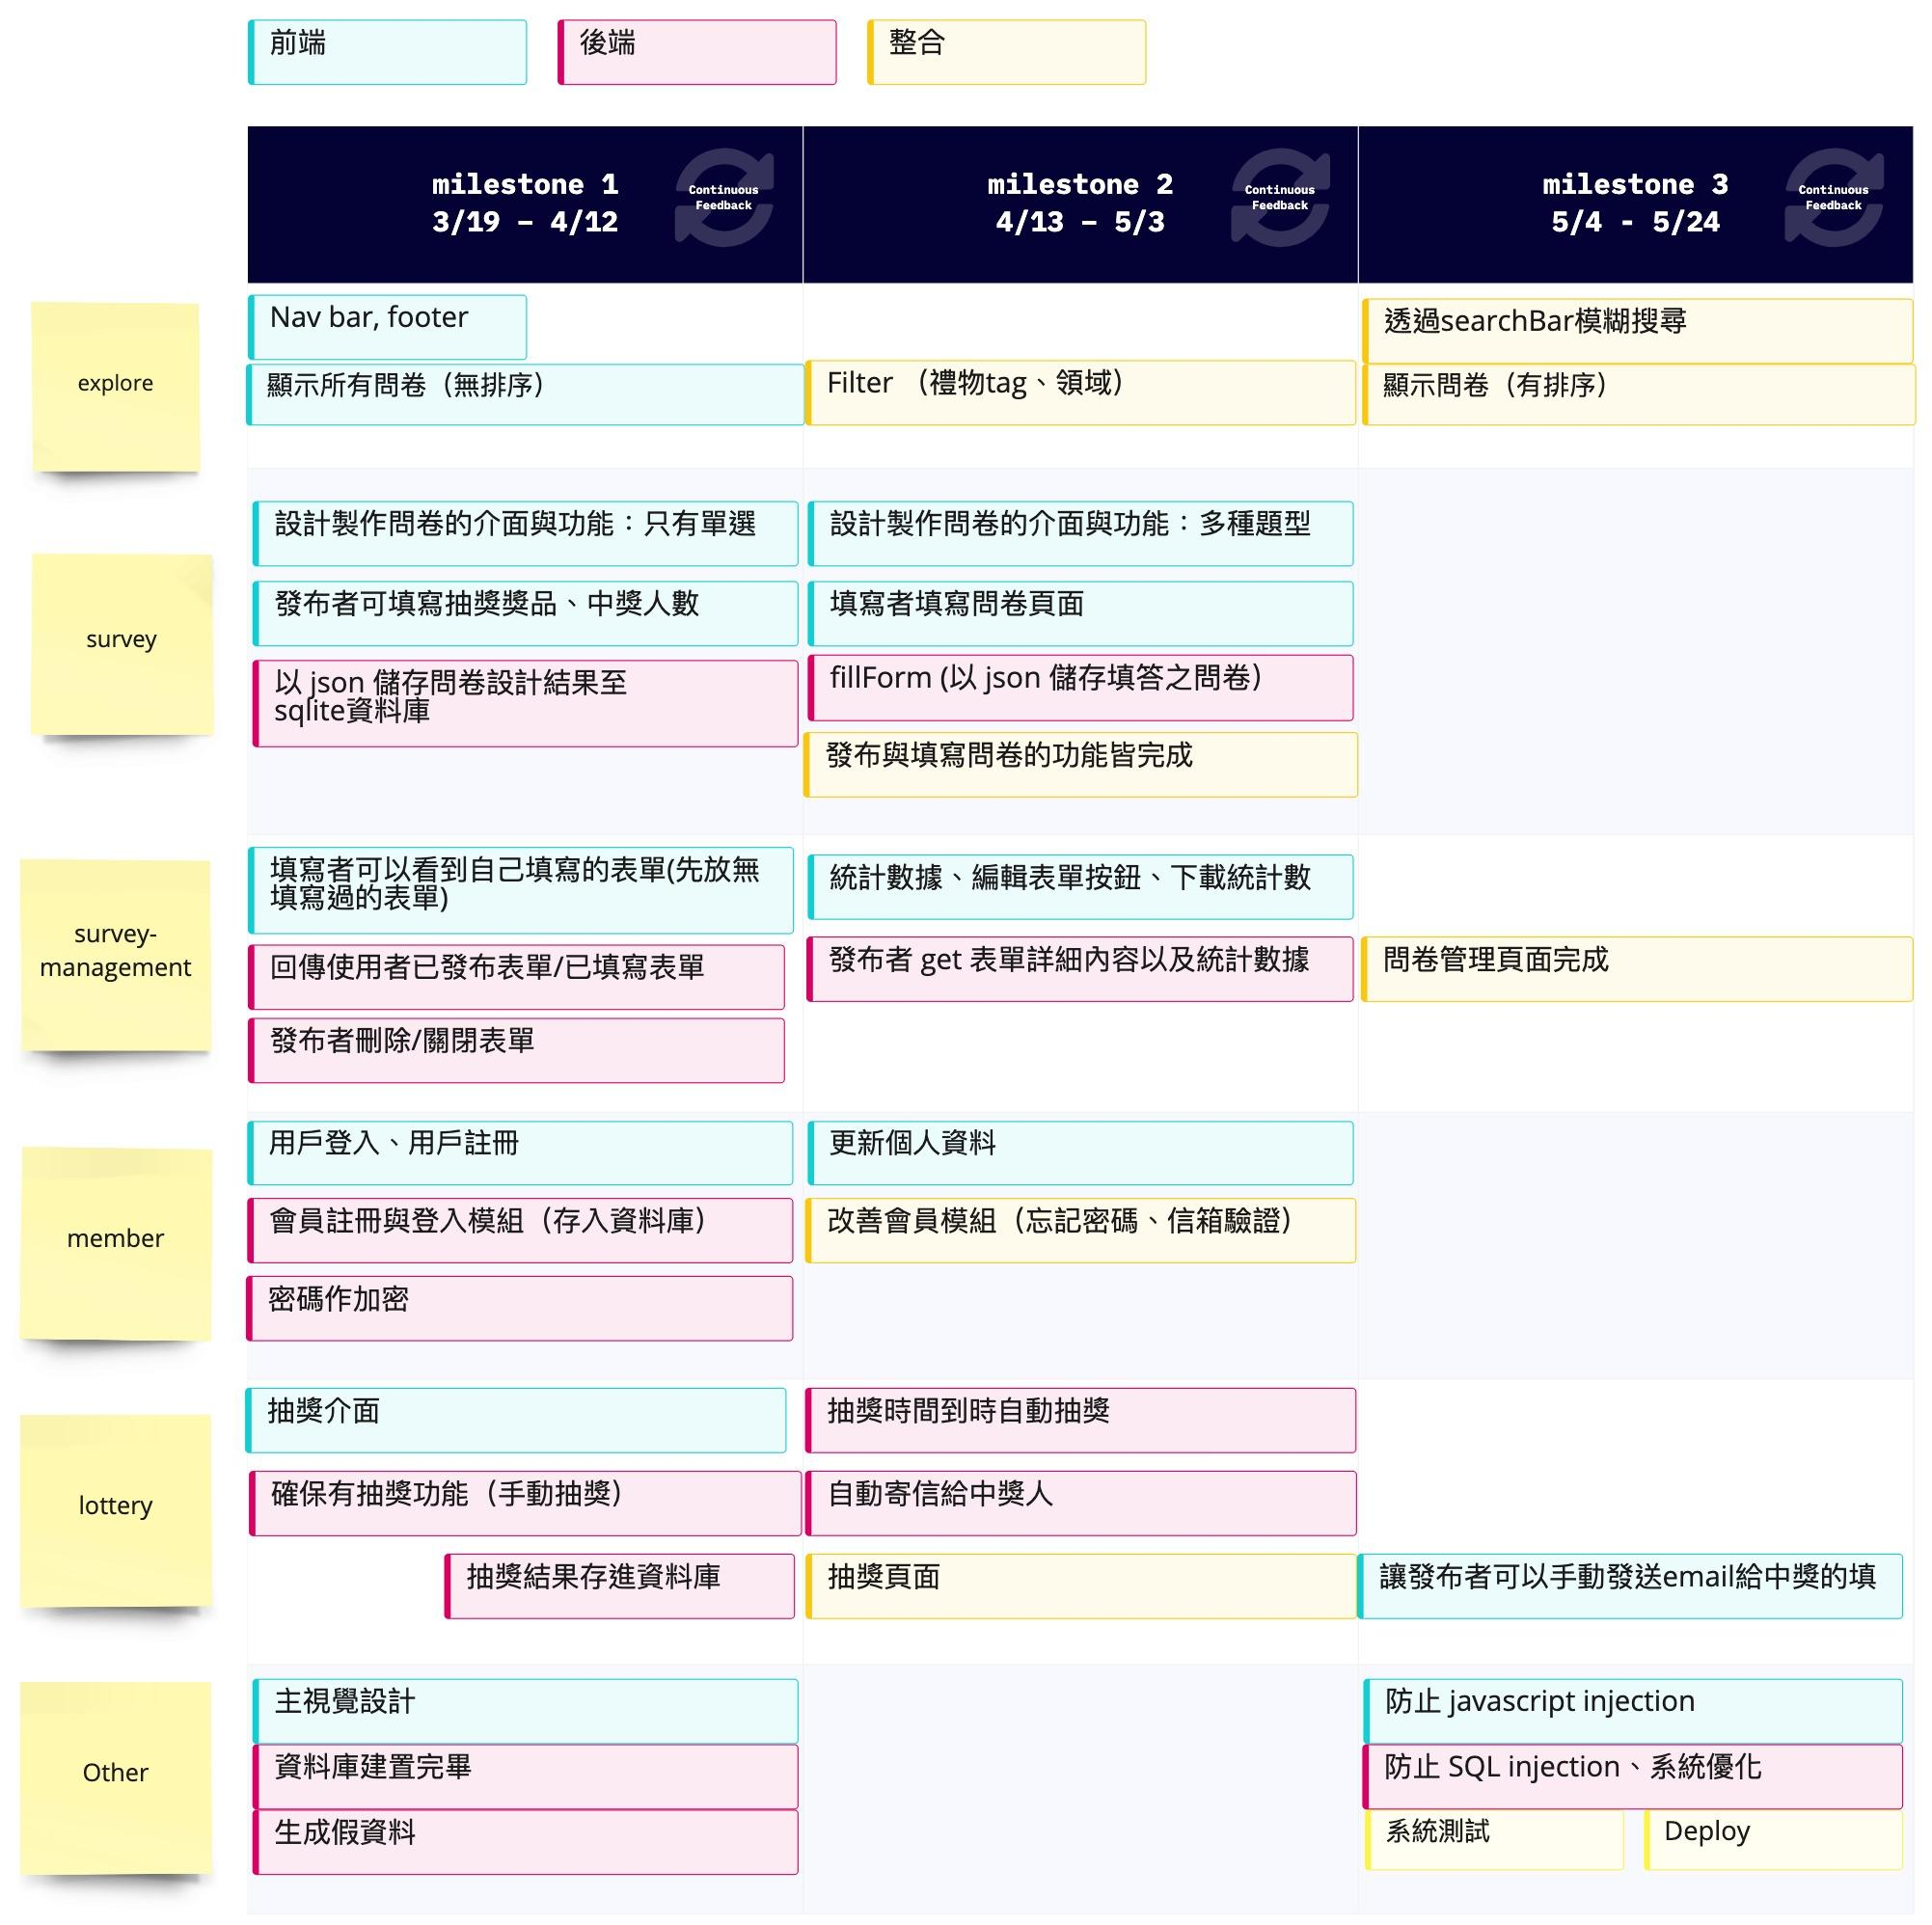 前端
後端
整合
milestone 1
3/19 – 4/12
Continuous
Feedback
milestone 2
4/13 – 5/3
Continuous
Feedback
milestone 3
5/4 - 5/24
Continuous
Feedback
explore
Nav bar, footer
顯示所有問卷（無排序）
Filter （禮物tag、領域）
透過searchBar模糊搜尋
顯示問卷（有排序）
survey
設計製作問卷的介面與功能：只有單選
發布者可填寫抽獎獎品、中獎人數
以 json 儲存問卷設計結果至
sqlite資料庫
設計製作問卷的介面與功能：多種題型
填寫者填寫問卷頁面
fillForm (以 json 儲存填答之問卷）
發布與填寫問卷的功能皆完成
survey-
management
填寫者可以看到自己填寫的表單(先放無
填寫過的表單)
回傳使用者已發布表單/已填寫表單
發布者刪除/關閉表單
統計數據、編輯表單按鈕、下載統計數
發布者 get 表單詳細內容以及統計數據
問卷管理頁面完成
member
用戶登入、用戶註冊
會員註冊與登入模組（存入資料庫）
密碼作加密
更新個人資料
改善會員模組（忘記密碼、信箱驗證）
lottery
抽獎介面
確保有抽獎功能（手動抽獎）
抽獎結果存進資料庫
抽獎時間到時自動抽獎
自動寄信給中獎人
抽獎頁面
讓發布者可以手動發送email給中獎的填
Other
主視覺設計
資料庫建置完畢
生成假資料
防止 javascript injection
防止 SQL injection、系統優化
系統測試
Deploy